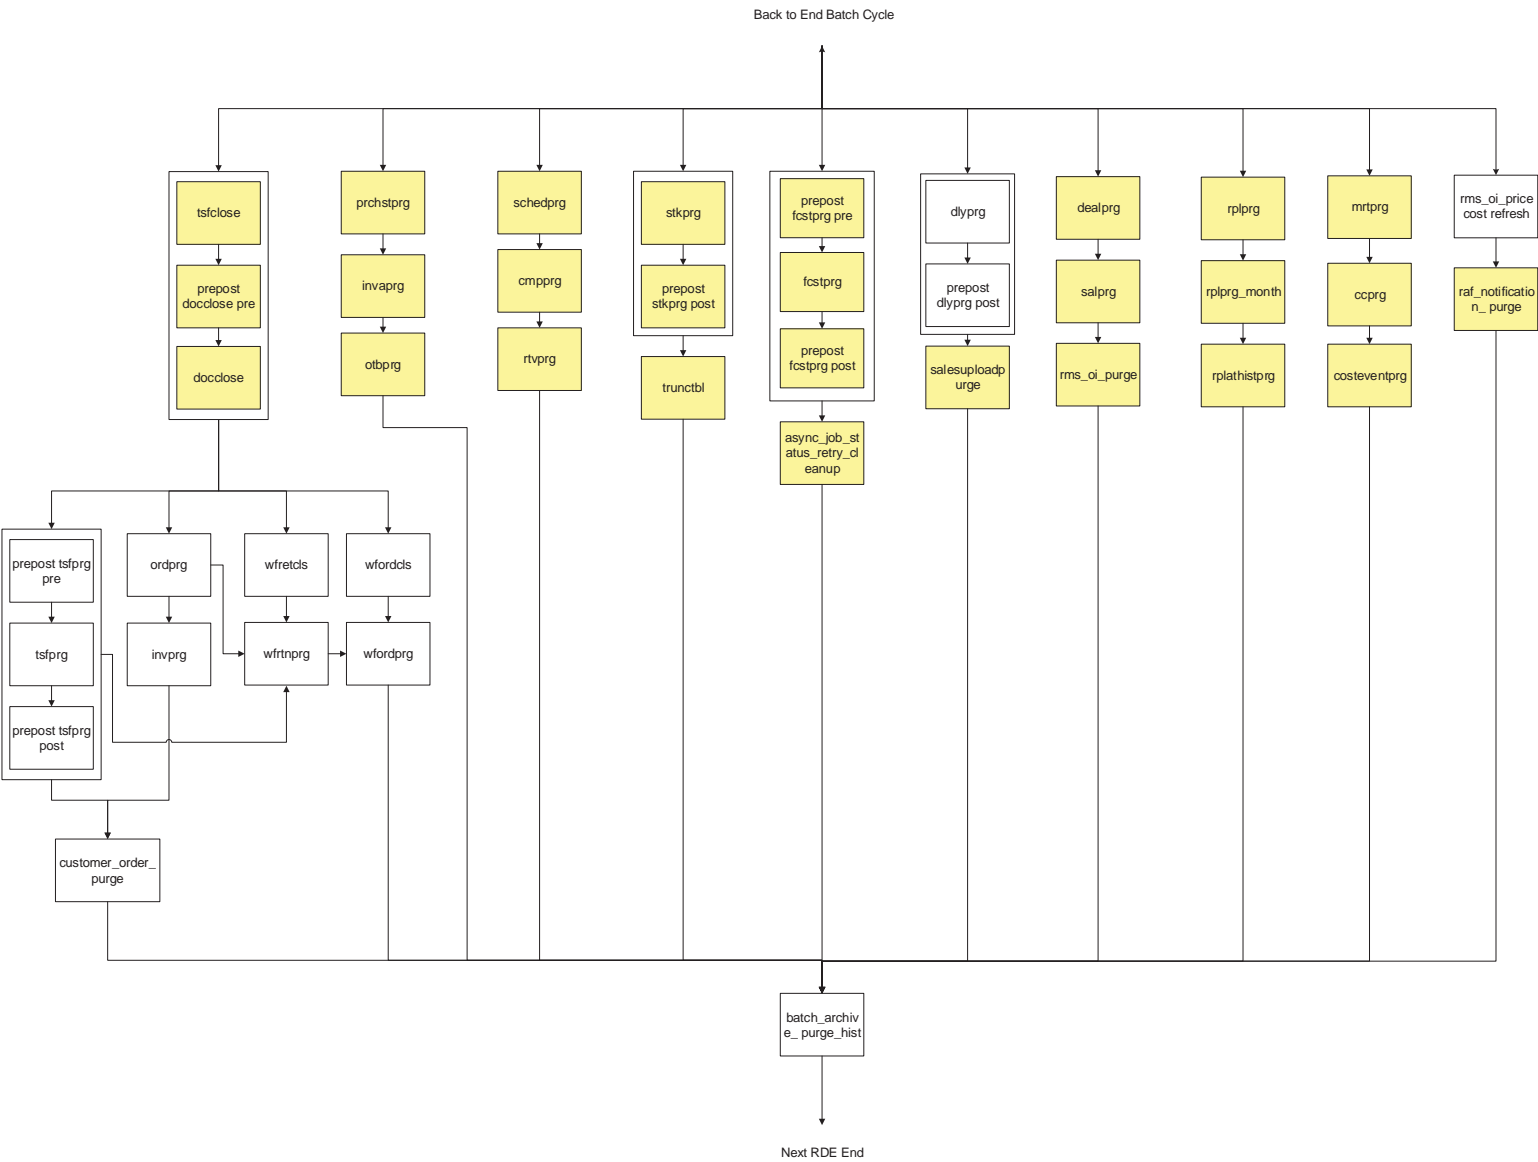 Back to End Batch Cycle
tsfclose
prepost
docclose pre
docclose
prchstprg
invaprg
otbprg
schedprg
cmpprg
rtvprg
stkprg
prepost
stkprg post
trunctbl
prepost
fcstprg pre
fcstprg
prepost
fcstprg post
async_job_st
atus_retry_cl
eanup
dlyprg
prepost
dlyprg post
salesuploadp
urge
dealprg
salprg
rms_oi_purge
rplprg
rplprg_month
rplathistprg
mrtprg
ccprg
costeventprg
rms_oi_price
cost refresh
raf_notificatio
n_ purge
prepost tsfprg
pre
tsfprg
prepost tsfprg
post
ordprg
invprg
wfretcls
wfrtnprg
wfordcls
wfordprg
customer_order_
purge
batch_archiv
e_ purge_hist
Next RDE End